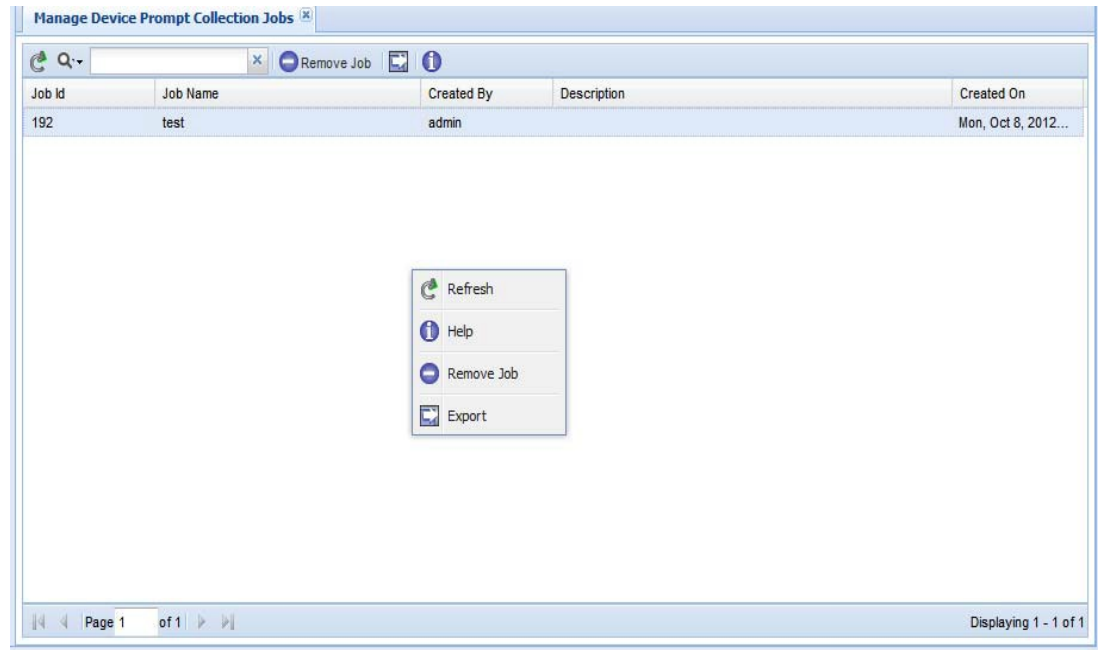 Manage Device Prompt Collection Jobs
Remove Job
Job Id Job Name Created By Description Created On
192 test admin Mon, Oct 8, 2012...
Refresh
Help
Remove Job
Export
Page 1 of 1 Displaying 1 - 1 of 1